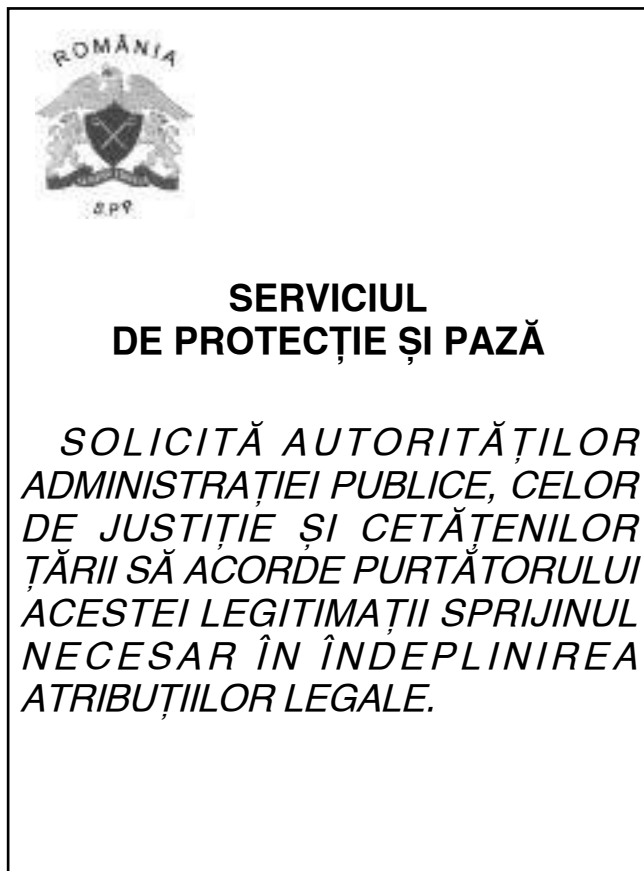 ROMÂNIA
S.P.P.
SERVICIUL
DE PROTECȚIE ȘI PAZĂ
SOLICITĂ AUTORITĂȚILOR
ADMINISTRAȚIEI PUBLICE, CELOR
DE JUSTIȚIE ȘI CETĂȚENILOR
ȚĂRII SĂ ACORDE PURTĂTORULUI
ACESTEI LEGITIMAȚII SPRIJINUL
NECESAR ÎN ÎNDEPLINIREA
ATRIBUȚIILOR LEGALE.